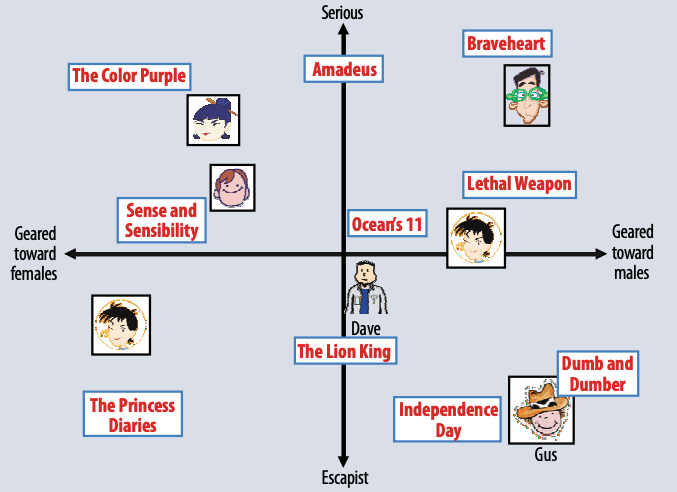 Serious
Braveheart
Amadeus
The Color Purple
Lethal Weapon
Sense and
Sensibility
Ocean's 11
Geared
toward
females
Geared
toward
males
Dave
The Lion King
Dumb and
Dumber
The Princess
Diaries
Independence
Day
Gus
Escapist